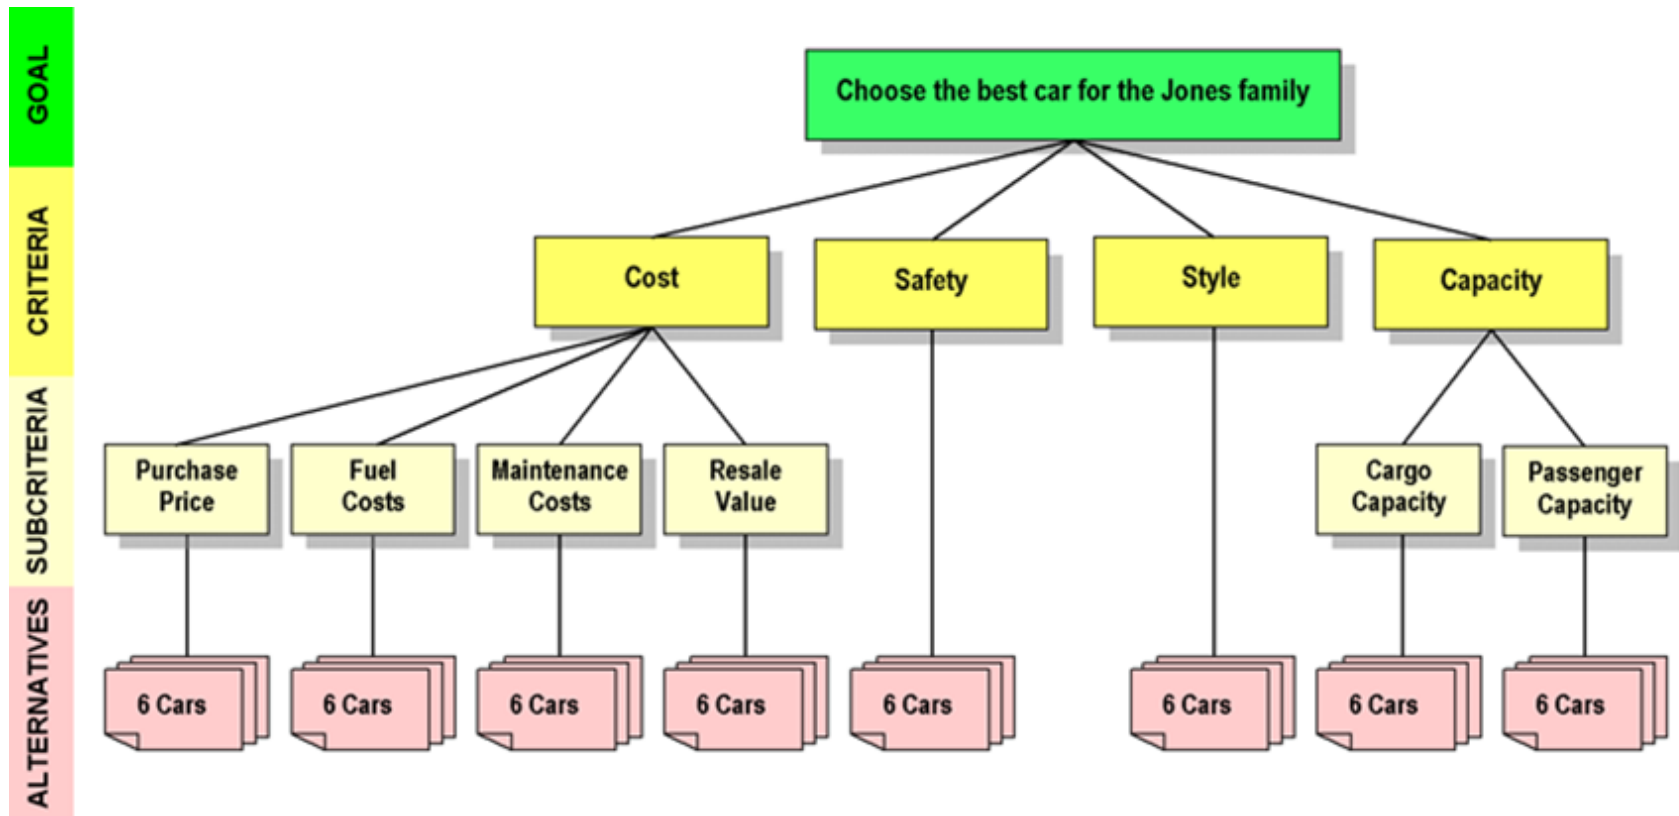 GOAL
Choose the best car for the Jones family
CRITERIA
Cost
Safety
Style
Capacity
SUBCRITERIA
Purchase
Price
Fuel
Costs
Maintenance
Costs
Resale
Value
Cargo
Capacity
Passenger
Capacity
ALTERNATIVES
6 Cars
6 Cars
6 Cars
6 Cars
6 Cars
6 Cars
6 Cars
6 Cars